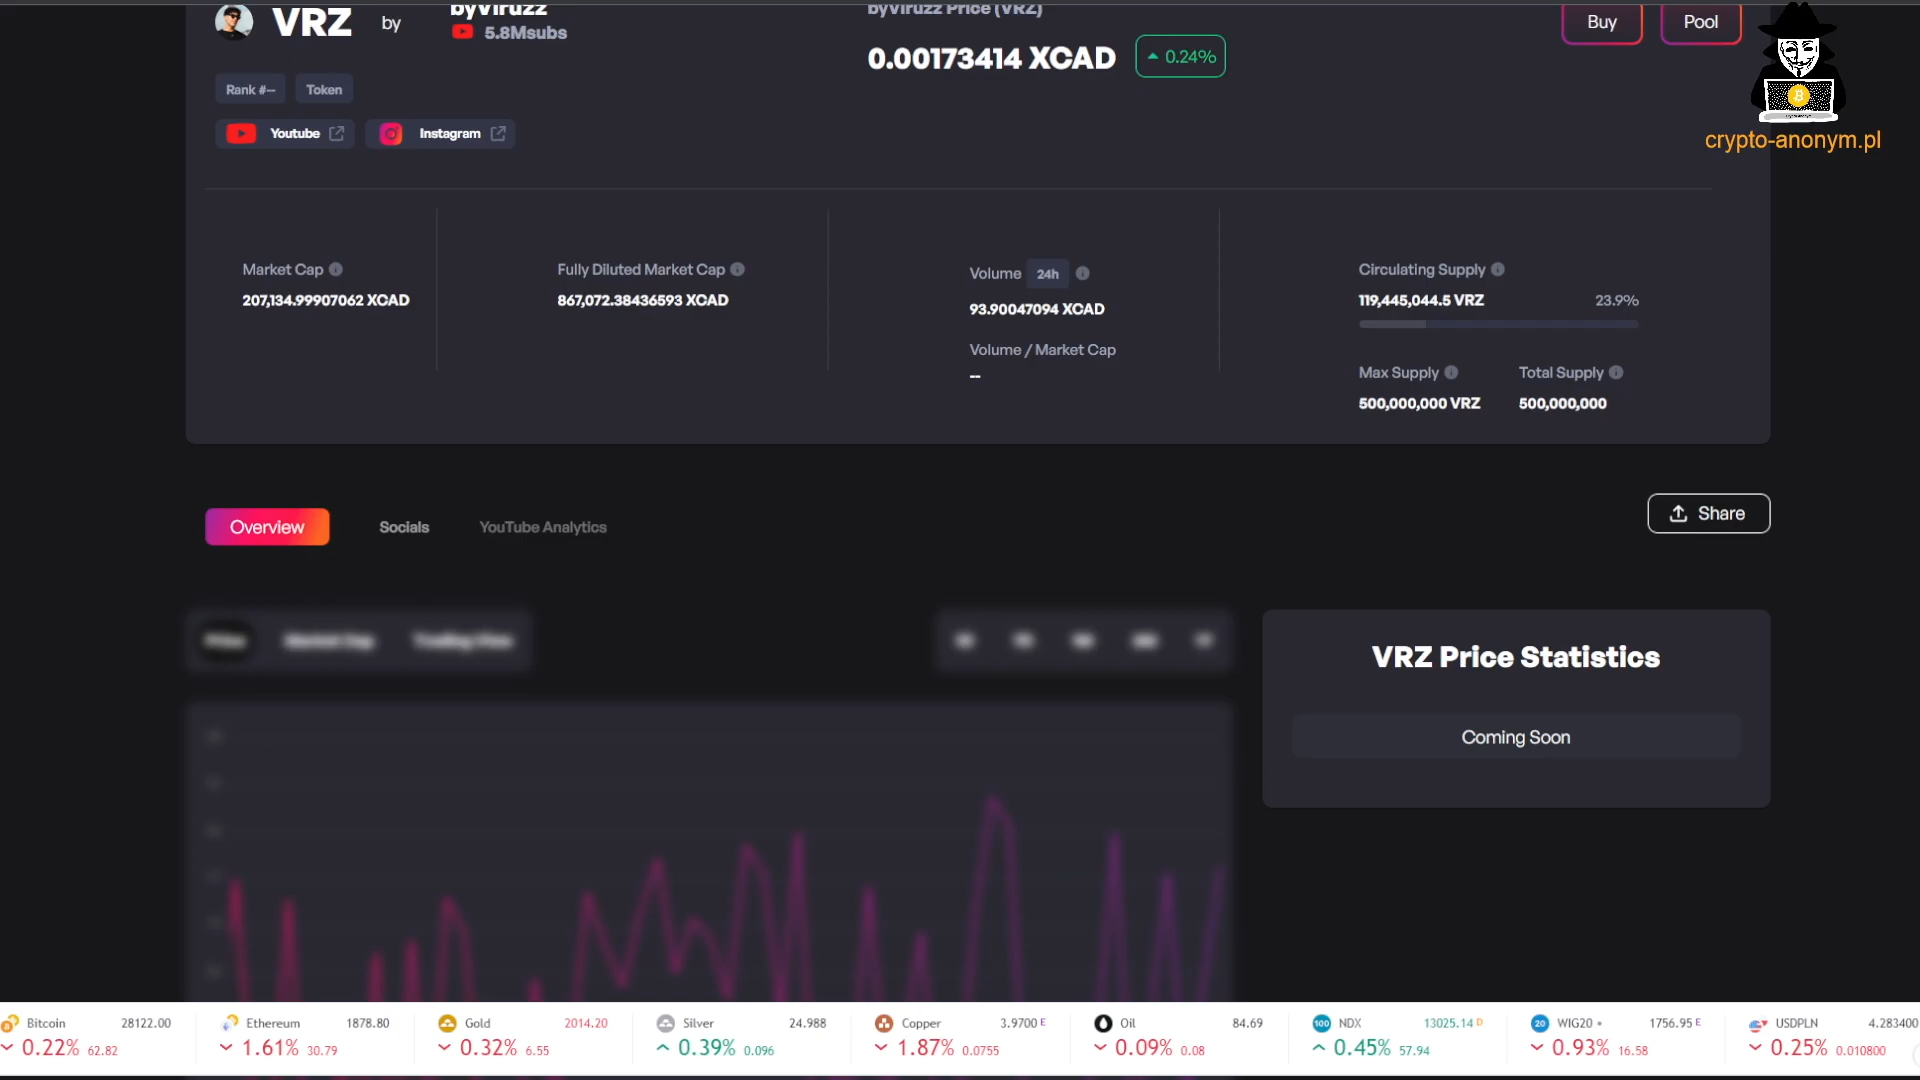 VRZ by byViruzz
5.8Msubs
byViruzz Price (VRZ)
0.00173414 XCAD 0.24%
Buy Pool
crypto-anonym.pl
Rank #-- Token
Youtube Instagram
Market Cap
207,134.99907062 XCAD
Fully Diluted Market Cap
867,072.38436593 XCAD
Volume 24h
93.90047094 XCAD
Volume / Market Cap
--
Circulating Supply
119,445,044.5 VRZ 23.9%
Max Supply Total Supply
500,000,000 VRZ 500,000,000
Overview Socials YouTube Analytics Share
Price Market Cap Trading View
VRZ Price Statistics
Coming Soon
Bitcoin 28122.00
0.22% 62.82
Ethereum 1878.80
1.61% 30.79
Gold 2014.20
0.32% 6.55
Silver 24.988
0.39% 0.096
Copper 3.9700 E
1.87% 0.0755
Oil 84.69
0.09% 0.08
100 NDX 13025.14 D
0.45% 57.94
20 WIG20 1756.95 E
0.93% 16.58
USDPLN 4.283400
0.25% 0.010800